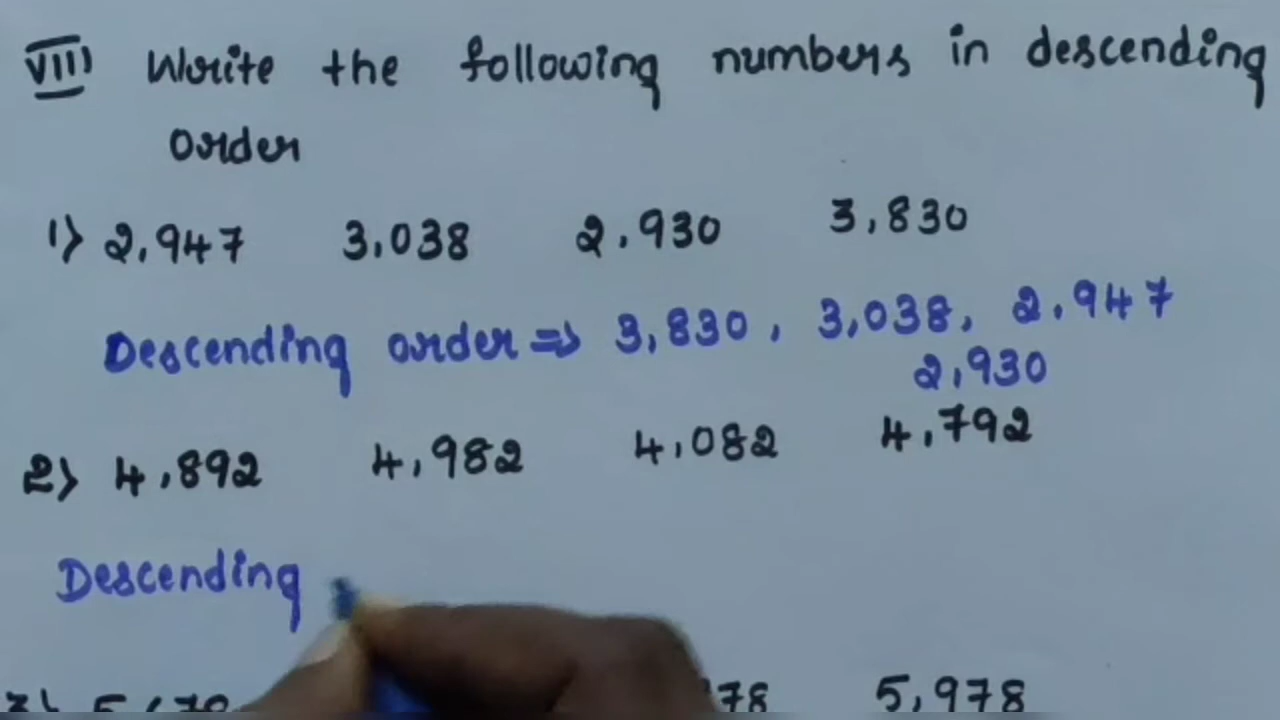 VIII Write the following numbers in descending
order
1) 2,947 3,038 2,930 3,830
Descending order ⇒ 3,830, 3,038, 2,947
2,930
2) 4,892 4,982 4,082 4,792
Descending
5,978